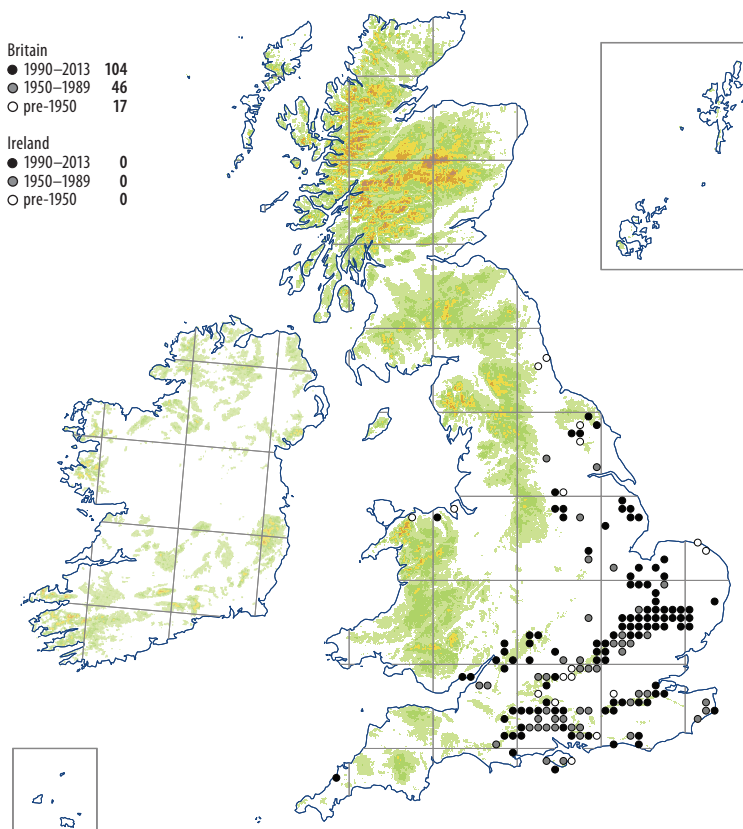 Britain
● 1990–2013 104
● 1950–1989 46
○ pre-1950 17
Ireland
● 1990–2013 0
● 1950–1989 0
○ pre-1950 0